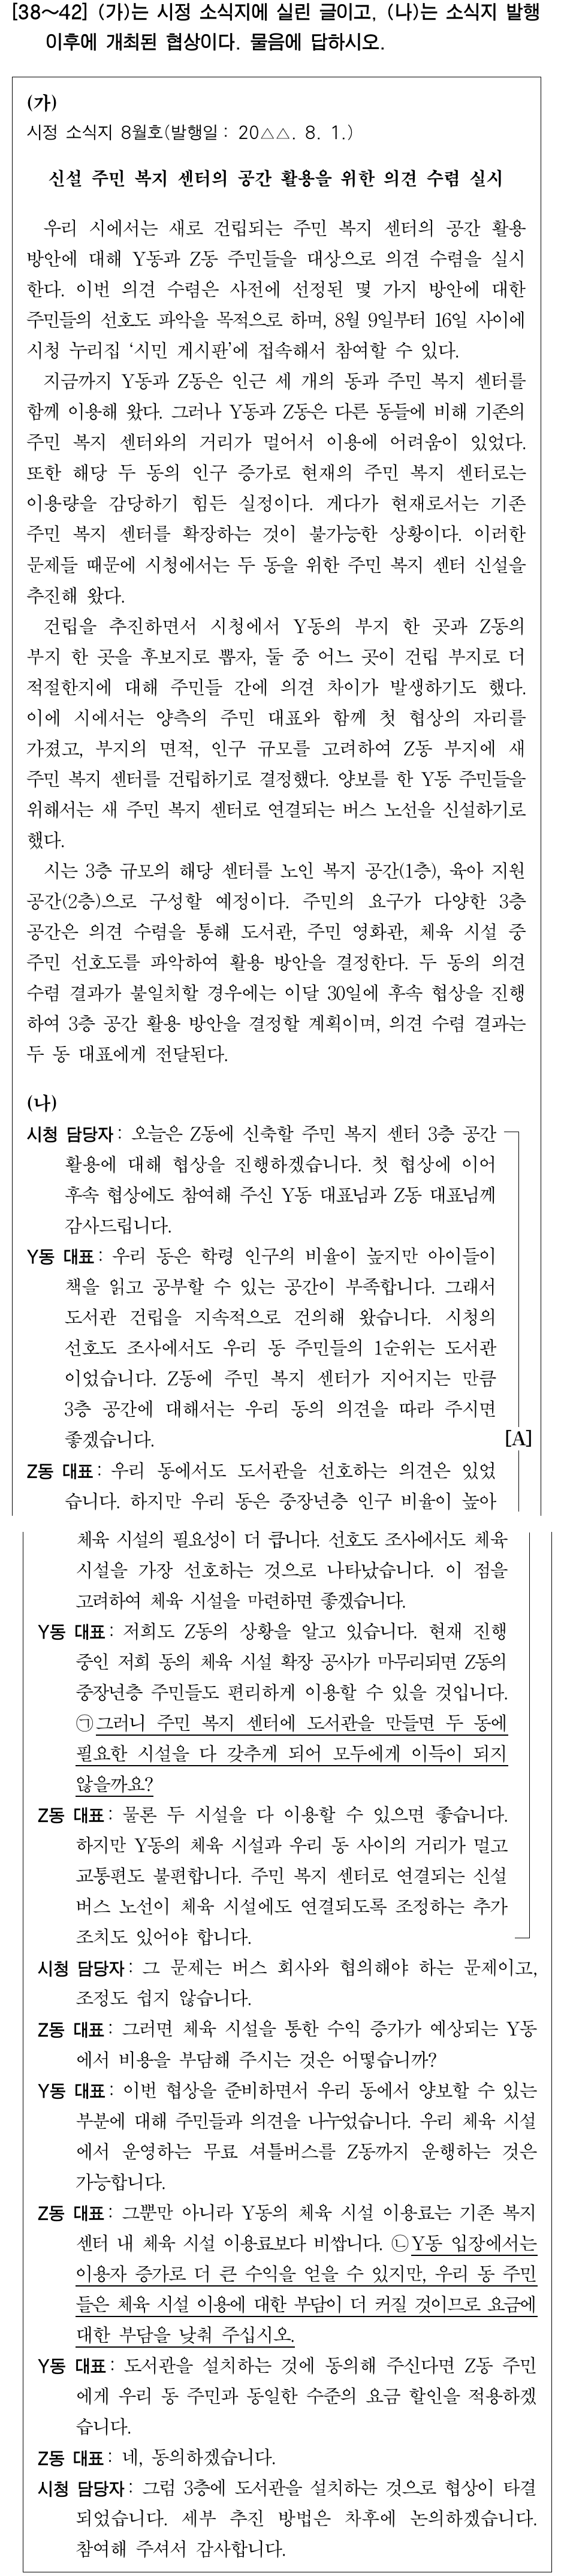 [38~42] (가)는 시정 소식지에 실린 글이고, (나)는 소식지 발행
이후에 개최된 협상이다. 물음에 답하시오.
(가)
시정 소식지 8월호(발행일 : 20△△. 8. 1.)
신설 주민 복지 센터의 공간 활용을 위한 의견 수렴 실시
우리 시에서는 새로 건립되는 주민 복지 센터의 공간 활용
방안에 대해 Y동과 Z동 주민들을 대상으로 의견 수렴을 실시
한다. 이번 의견 수렴은 사전에 선정된 몇 가지 방안에 대한
주민들의 선호도 파악을 목적으로 하며, 8월 9일부터 16일 사이에
시청 누리집 ‘시민 게시판’에 접속해서 참여할 수 있다.
지금까지 Y동과 Z동은 인근 세 개의 동과 주민 복지 센터를
함께 이용해 왔다. 그러나 Y동과 Z동은 다른 동들에 비해 기존의
주민 복지 센터와의 거리가 멀어서 이용에 어려움이 있었다.
또한 해당 두 동의 인구 증가로 현재의 주민 복지 센터로는
이용량을 감당하기 힘든 실정이다. 게다가 현재로서는 기존
주민 복지 센터를 확장하는 것이 불가능한 상황이다. 이러한
문제들 때문에 시청에서는 두 동을 위한 주민 복지 센터 신설을
추진해 왔다.
건립을 추진하면서 시청에서 Y동의 부지 한 곳과 Z동의
부지 한 곳을 후보지로 뽑자, 둘 중 어느 곳이 건립 부지로 더
적절한지에 대해 주민들 간에 의견 차이가 발생하기도 했다.
이에 시에서는 양측의 주민 대표와 함께 첫 협상의 자리를
가졌고, 부지의 면적, 인구 규모를 고려하여 Z동 부지에 새
주민 복지 센터를 건립하기로 결정했다. 양보를 한 Y동 주민들을
위해서는 새 주민 복지 센터로 연결되는 버스 노선을 신설하기로
했다.
시는 3층 규모의 해당 센터를 노인 복지 공간(1층), 육아 지원
공간(2층)으로 구성할 예정이다. 주민의 요구가 다양한 3층
공간은 의견 수렴을 통해 도서관, 주민 영화관, 체육 시설 중
주민 선호도를 파악하여 활용 방안을 결정한다. 두 동의 의견
수렴 결과가 불일치할 경우에는 이달 30일에 후속 협상을 진행
하여 3층 공간 활용 방안을 결정할 계획이며, 의견 수렴 결과는
두 동 대표에게 전달된다.
(나)
시청 담당자 : 오늘은 Z동에 신축할 주민 복지 센터 3층 공간
활용에 대해 협상을 진행하겠습니다. 첫 협상에 이어
후속 협상에도 참여해 주신 Y동 대표님과 Z동 대표님께
감사드립니다.
Y동 대표 : 우리 동은 학령 인구의 비율이 높지만 아이들이
책을 읽고 공부할 수 있는 공간이 부족합니다. 그래서
도서관 건립을 지속적으로 건의해 왔습니다. 시청의
선호도 조사에서도 우리 동 주민들의 1순위는 도서관
이었습니다. Z동에 주민 복지 센터가 지어지는 만큼
3층 공간에 대해서는 우리 동의 의견을 따라 주시면
좋겠습니다.
[A]
Z동 대표 : 우리 동에서도 도서관을 선호하는 의견은 있었
습니다. 하지만 우리 동은 중장년층 인구 비율이 높아
체육 시설의 필요성이 더 큽니다. 선호도 조사에서도 체육
시설을 가장 선호하는 것으로 나타났습니다. 이 점을
고려하여 체육 시설을 마련하면 좋겠습니다.
Y동 대표 : 저희도 Z동의 상황을 알고 있습니다. 현재 진행
중인 저희 동의 체육 시설 확장 공사가 마무리되면 Z동의
중장년층 주민들도 편리하게 이용할 수 있을 것입니다.
㉠그러니 주민 복지 센터에 도서관을 만들면 두 동에
필요한 시설을 다 갖추게 되어 모두에게 이득이 되지
않을까요?
Z동 대표 : 물론 두 시설을 다 이용할 수 있으면 좋습니다.
하지만 Y동의 체육 시설과 우리 동 사이의 거리가 멀고
교통편도 불편합니다. 주민 복지 센터로 연결되는 신설
버스 노선이 체육 시설에도 연결되도록 조정하는 추가
조치도 있어야 합니다.
시청 담당자 : 그 문제는 버스 회사와 협의해야 하는 문제이고,
조정도 쉽지 않습니다.
Z동 대표 : 그러면 체육 시설을 통한 수익 증가가 예상되는 Y동
에서 비용을 부담해 주시는 것은 어떻습니까?
Y동 대표 : 이번 협상을 준비하면서 우리 동에서 양보할 수 있는
부분에 대해 주민들과 의견을 나누었습니다. 우리 체육 시설
에서 운영하는 무료 셔틀버스를 Z동까지 운행하는 것은
가능합니다.
Z동 대표 : 그뿐만 아니라 Y동의 체육 시설 이용료는 기존 복지
센터 내 체육 시설 이용료보다 비쌉니다. ㉡Y동 입장에서는
이용자 증가로 더 큰 수익을 얻을 수 있지만, 우리 동 주민
들은 체육 시설 이용에 대한 부담이 더 커질 것이므로 요금에
대한 부담을 낮춰 주십시오.
Y동 대표 : 도서관을 설치하는 것에 동의해 주신다면 Z동 주민
에게 우리 동 주민과 동일한 수준의 요금 할인을 적용하겠
습니다.
Z동 대표 : 네, 동의하겠습니다.
시청 담당자 : 그럼 3층에 도서관을 설치하는 것으로 협상이 타결
되었습니다. 세부 추진 방법은 차후에 논의하겠습니다.
참여해 주셔서 감사합니다.